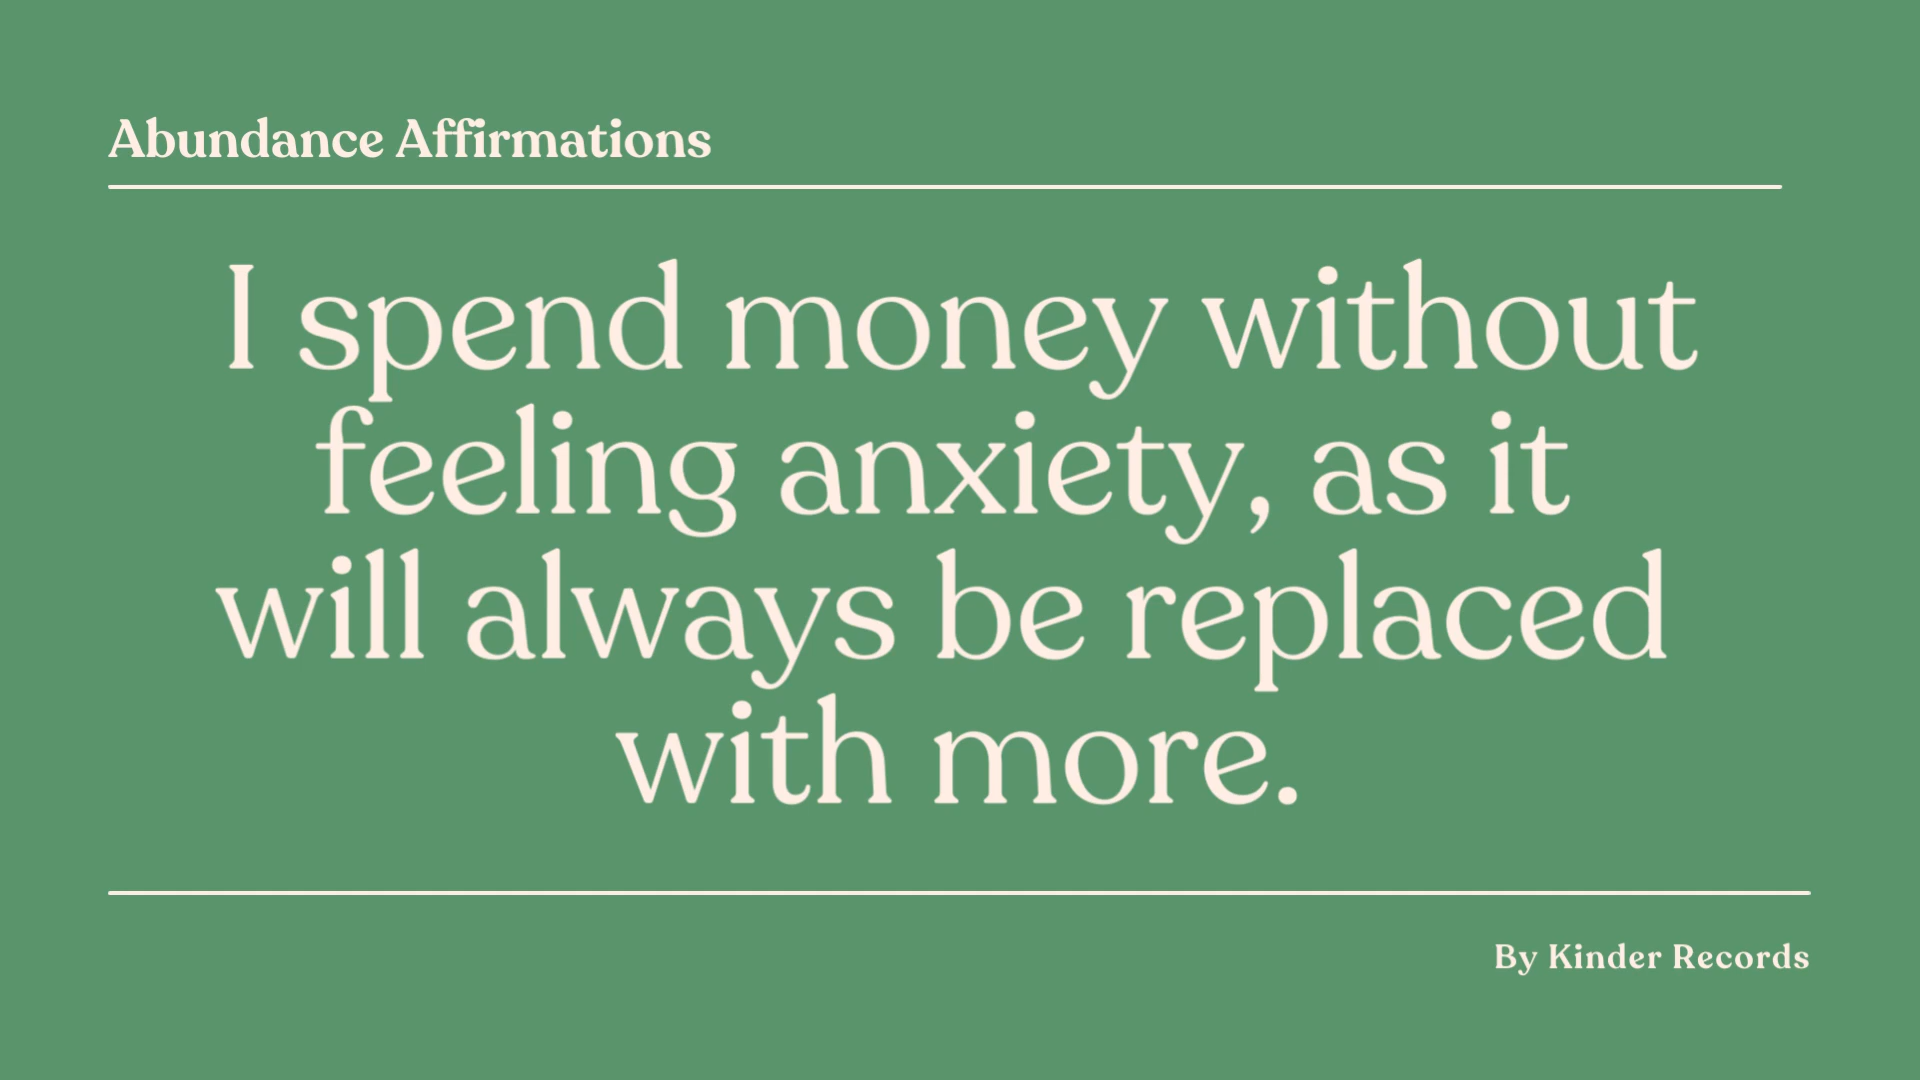 Abundance Affirmations
I spend money without
feeling anxiety, as it
will always be replaced
with more.
By Kinder Records